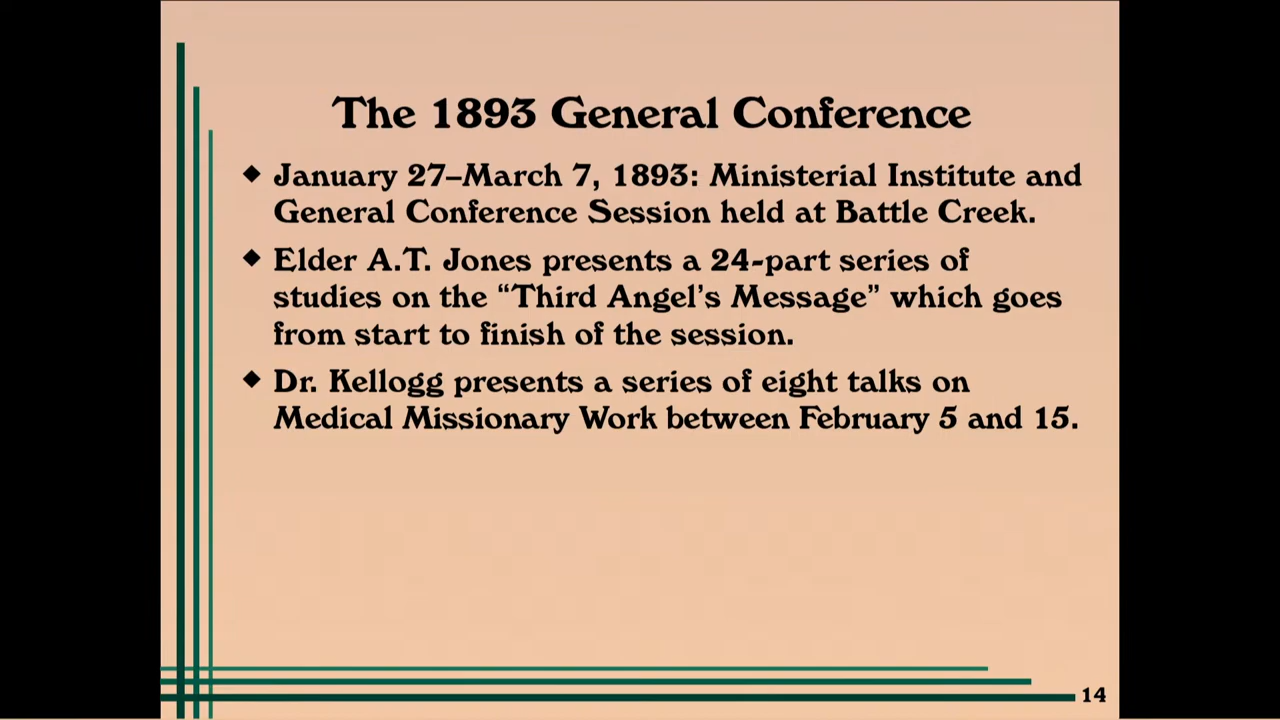 The 1893 General Conference
◆ January 27–March 7, 1893: Ministerial Institute and
General Conference Session held at Battle Creek.
◆ Elder A.T. Jones presents a 24-part series of
studies on the “Third Angel’s Message” which goes
from start to finish of the session.
◆ Dr. Kellogg presents a series of eight talks on
Medical Missionary Work between February 5 and 15.
14